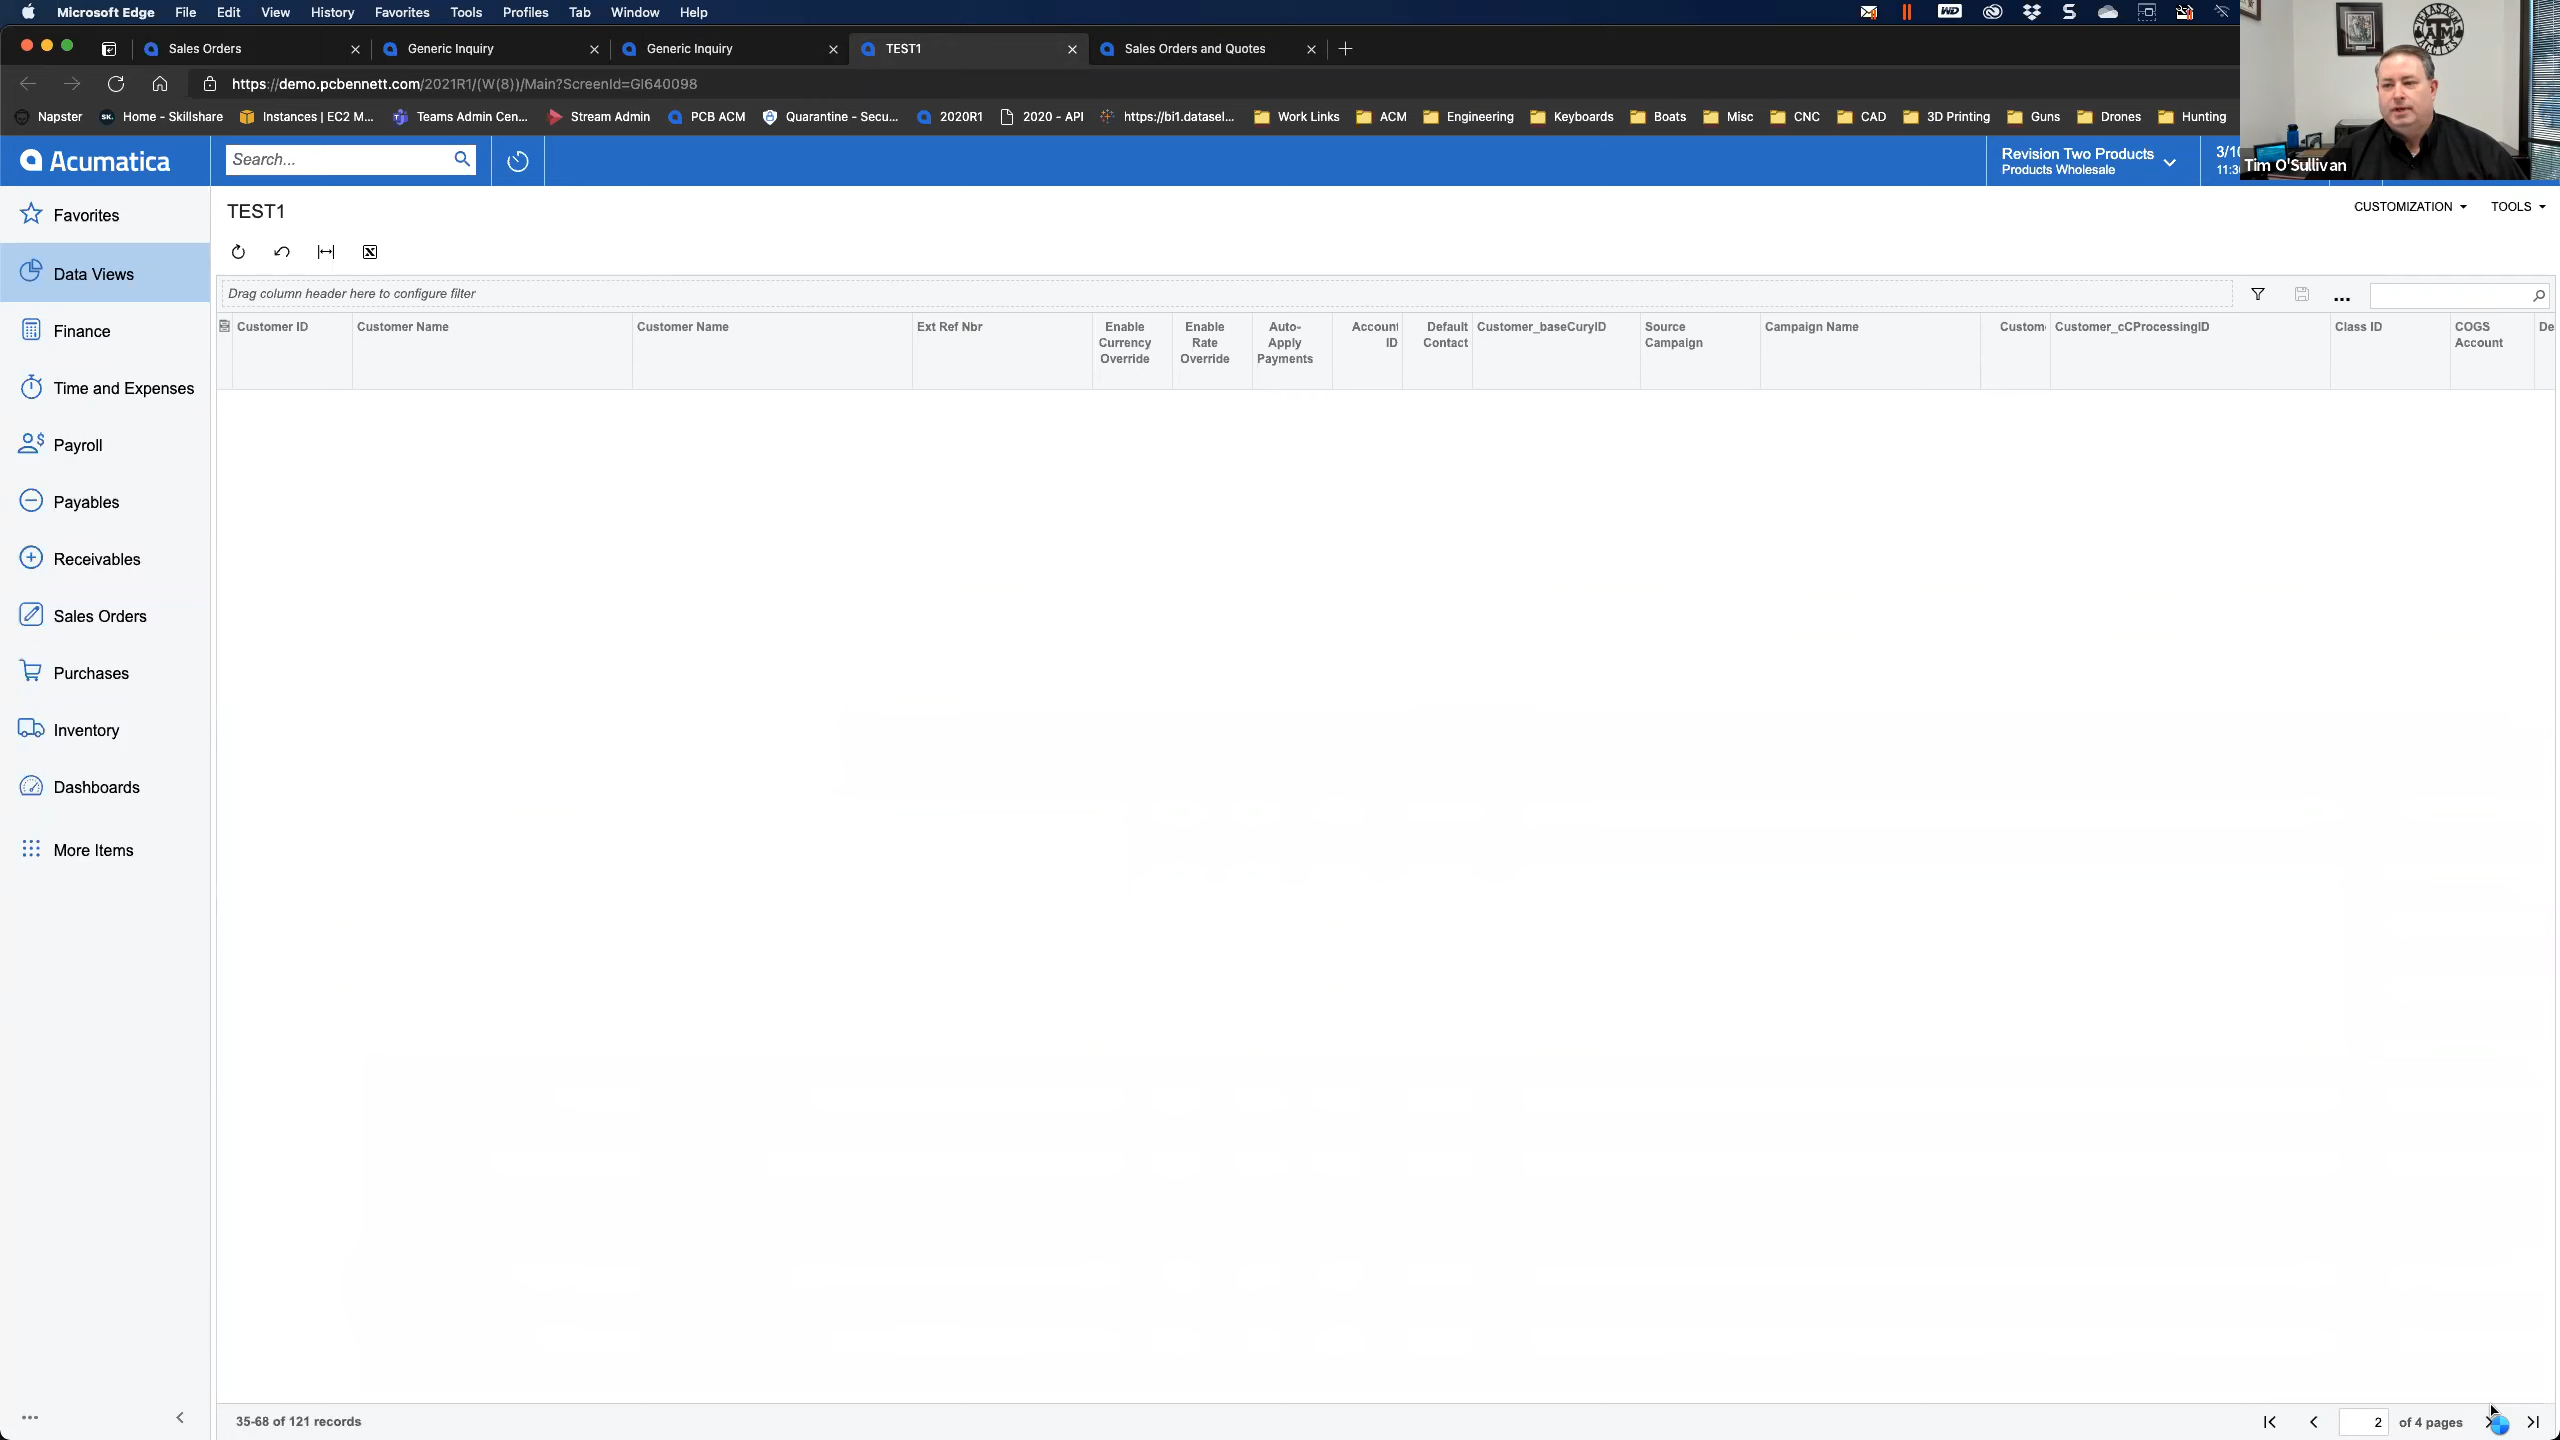 Microsoft Edge File Edit View History Favorites Tools Profiles Tab Window Help
Sales Orders Generic Inquiry Generic Inquiry TEST1 Sales Orders and Quotes
https://demo.pcbennett.com/2021R1/(W(8))/Main?ScreenId=GI640098
Napster Home - Skillshare Instances | EC2 M... Teams Admin Cen... Stream Admin PCB ACM Quarantine - Secu... 2020R1 2020 - API https://bi1.datasel... Work Links ACM Engineering Keyboards Boats Misc CNC CAD 3D Printing Guns Drones Hunting
Acumatica
Search...
Revision Two Products
Products Wholesale
3/10
11:3
Tim O'Sullivan
Favorites
Data Views
Finance
Time and Expenses
Payroll
Payables
Receivables
Sales Orders
Purchases
Inventory
Dashboards
More Items
TEST1
CUSTOMIZATION TOOLS
Drag column header here to configure filter
Customer ID Customer Name Customer Name Ext Ref Nbr Enable Currency Override Enable Rate Override Auto-Apply Payments Account ID Default Contact Customer_baseCuryID Source Campaign Campaign Name Custom Customer_cCProcessingID Class ID COGS Account De
35-68 of 121 records
2 of 4 pages